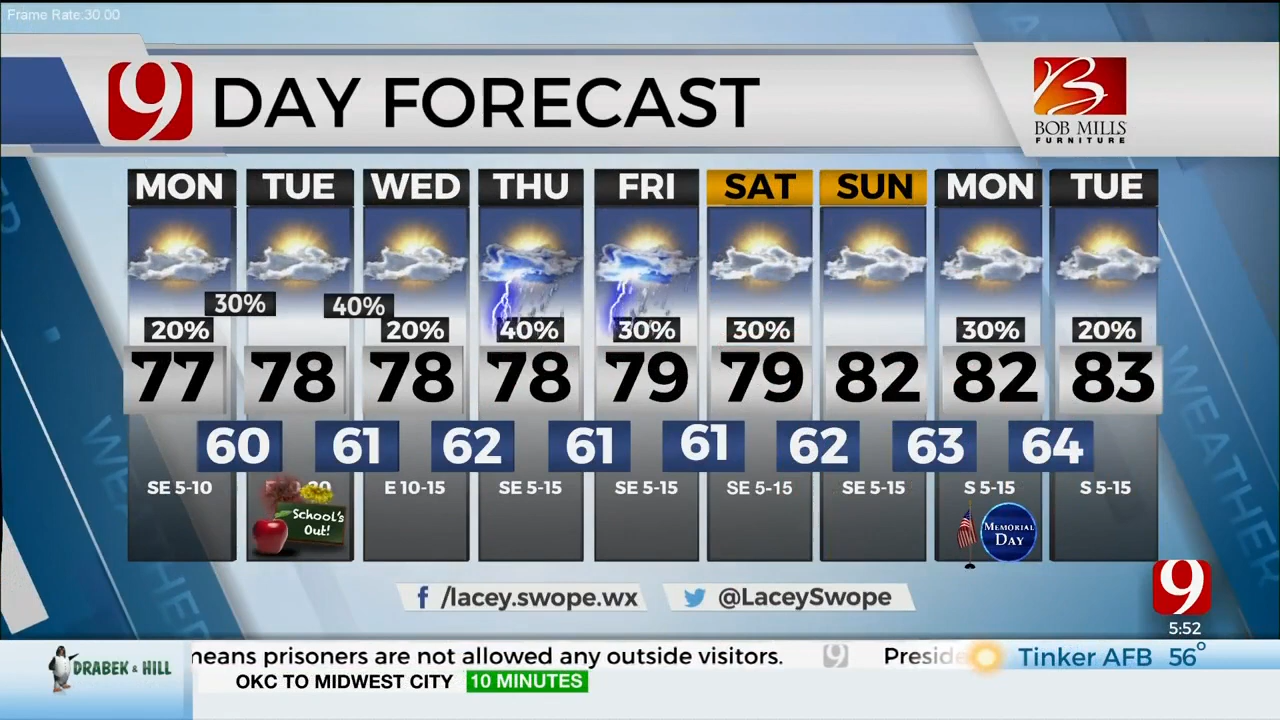 Frame Rate:30.00
9 DAY FORECAST
BOB MILLS
FURNITURE
MON TUE WED THU FRI SAT SUN MON TUE
30% 40%
20% 20% 40% 30% 30% 30% 20%
77 78 78 78 79 79 82 82 83
60 61 62 61 61 62 63 64
SE 5-10 E 10-15 SE 5-15 SE 5-15 SE 5-15 SE 5-15 S 5-15 S 5-15
School's
Out!
MEMORIAL
DAY
f /lacey.swope.wx @LaceySwope
9
5:52
DRABEK & HILL
means prisoners are not allowed any outside visitors. 9 Preside
Tinker AFB 56°
OKC TO MIDWEST CITY 10 MINUTES
WEATHER
WEATHER